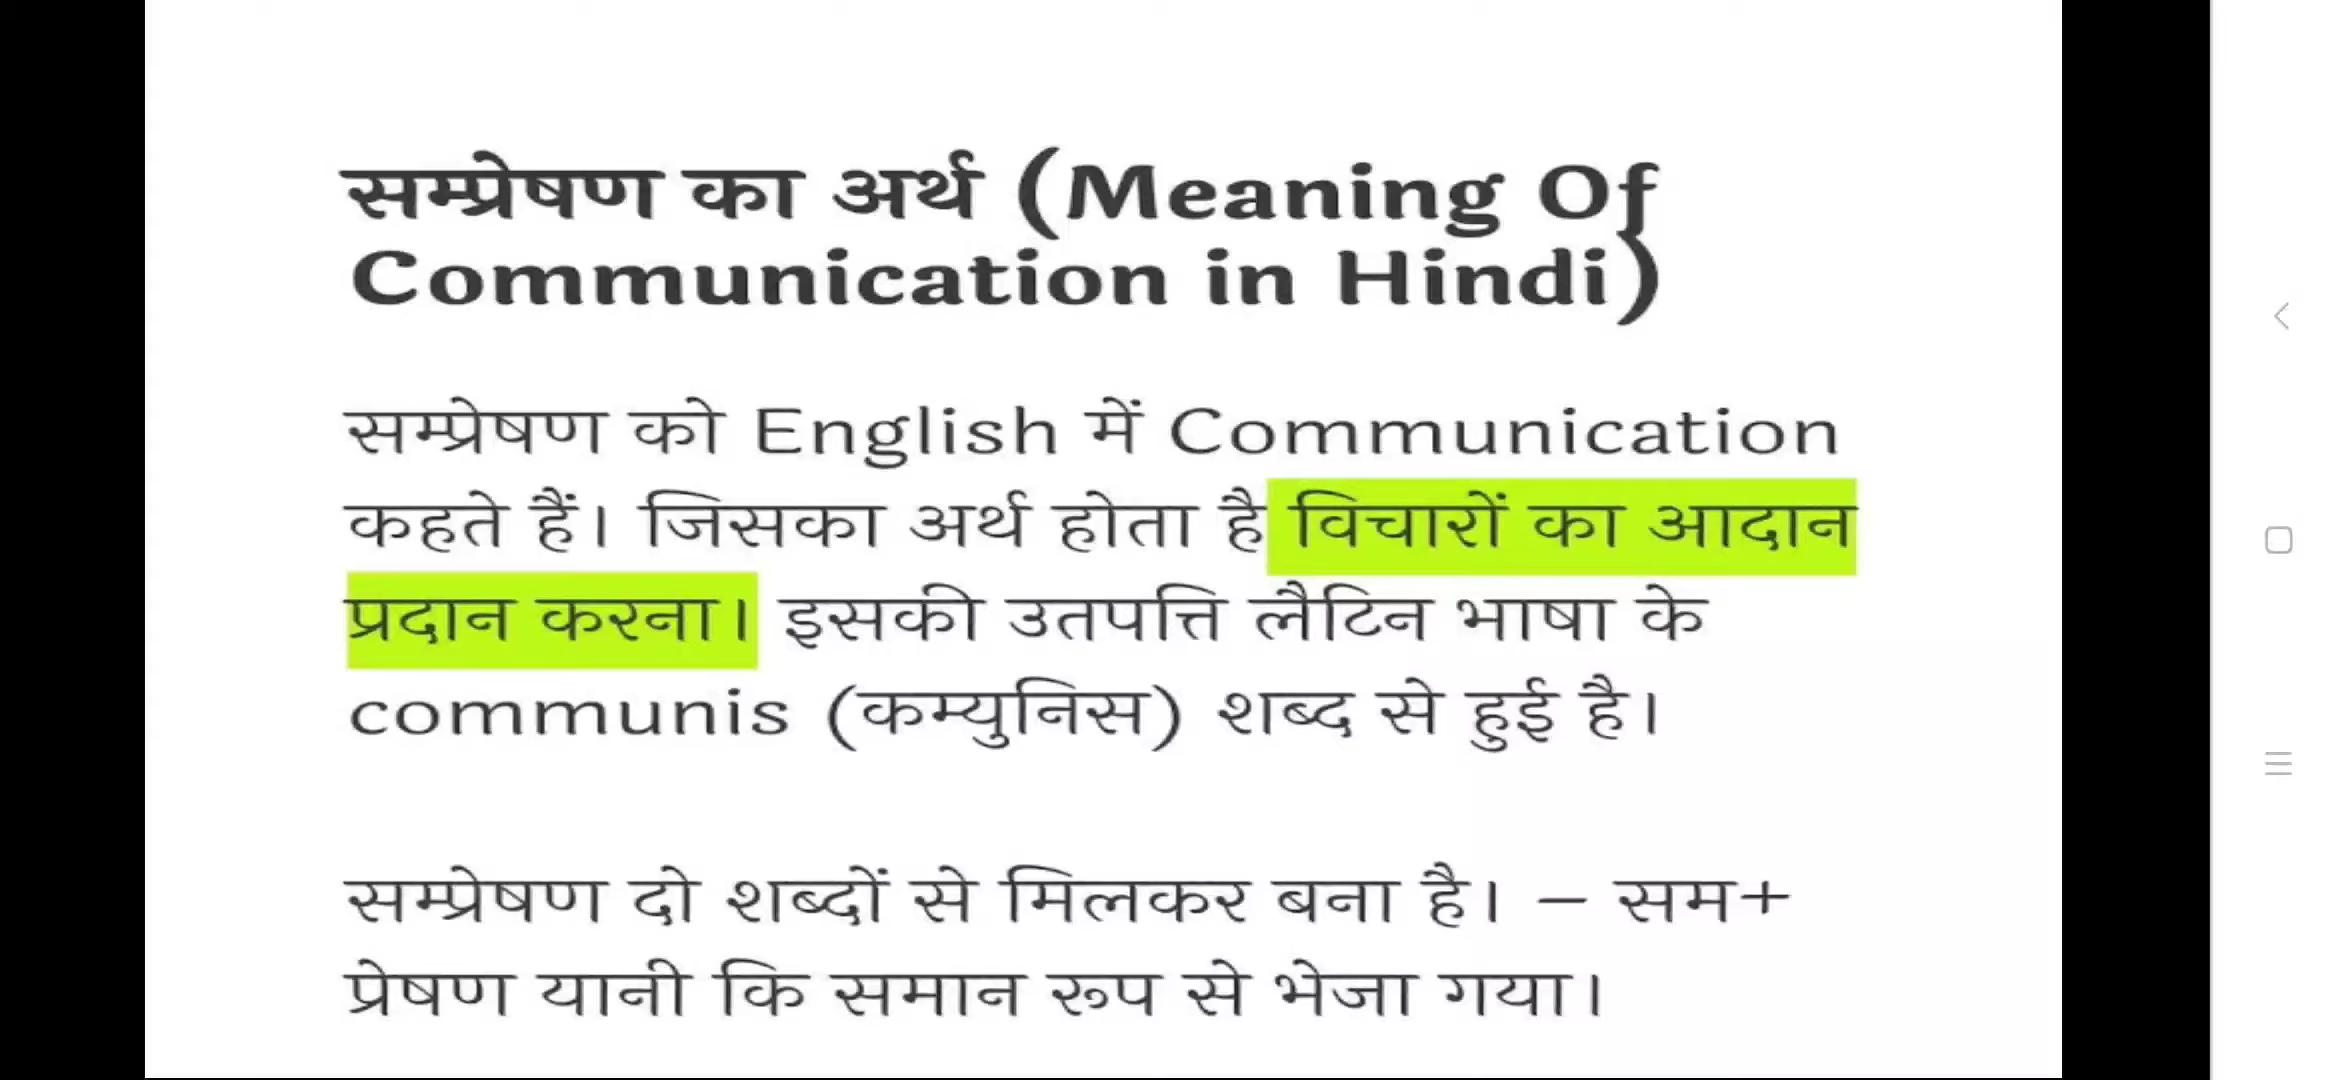 सम्प्रेषण का अर्थ (Meaning Of
Communication in Hindi)
सम्प्रेषण को English में Communication
कहते हैं। जिसका अर्थ होता है विचारों का आदान
प्रदान करना। इसकी उतपत्ति लैटिन भाषा के
communis (कम्युनिस) शब्द से हुई है।
सम्प्रेषण दो शब्दों से मिलकर बना है। – सम+
प्रेषण यानी कि समान रूप से भेजा गया।